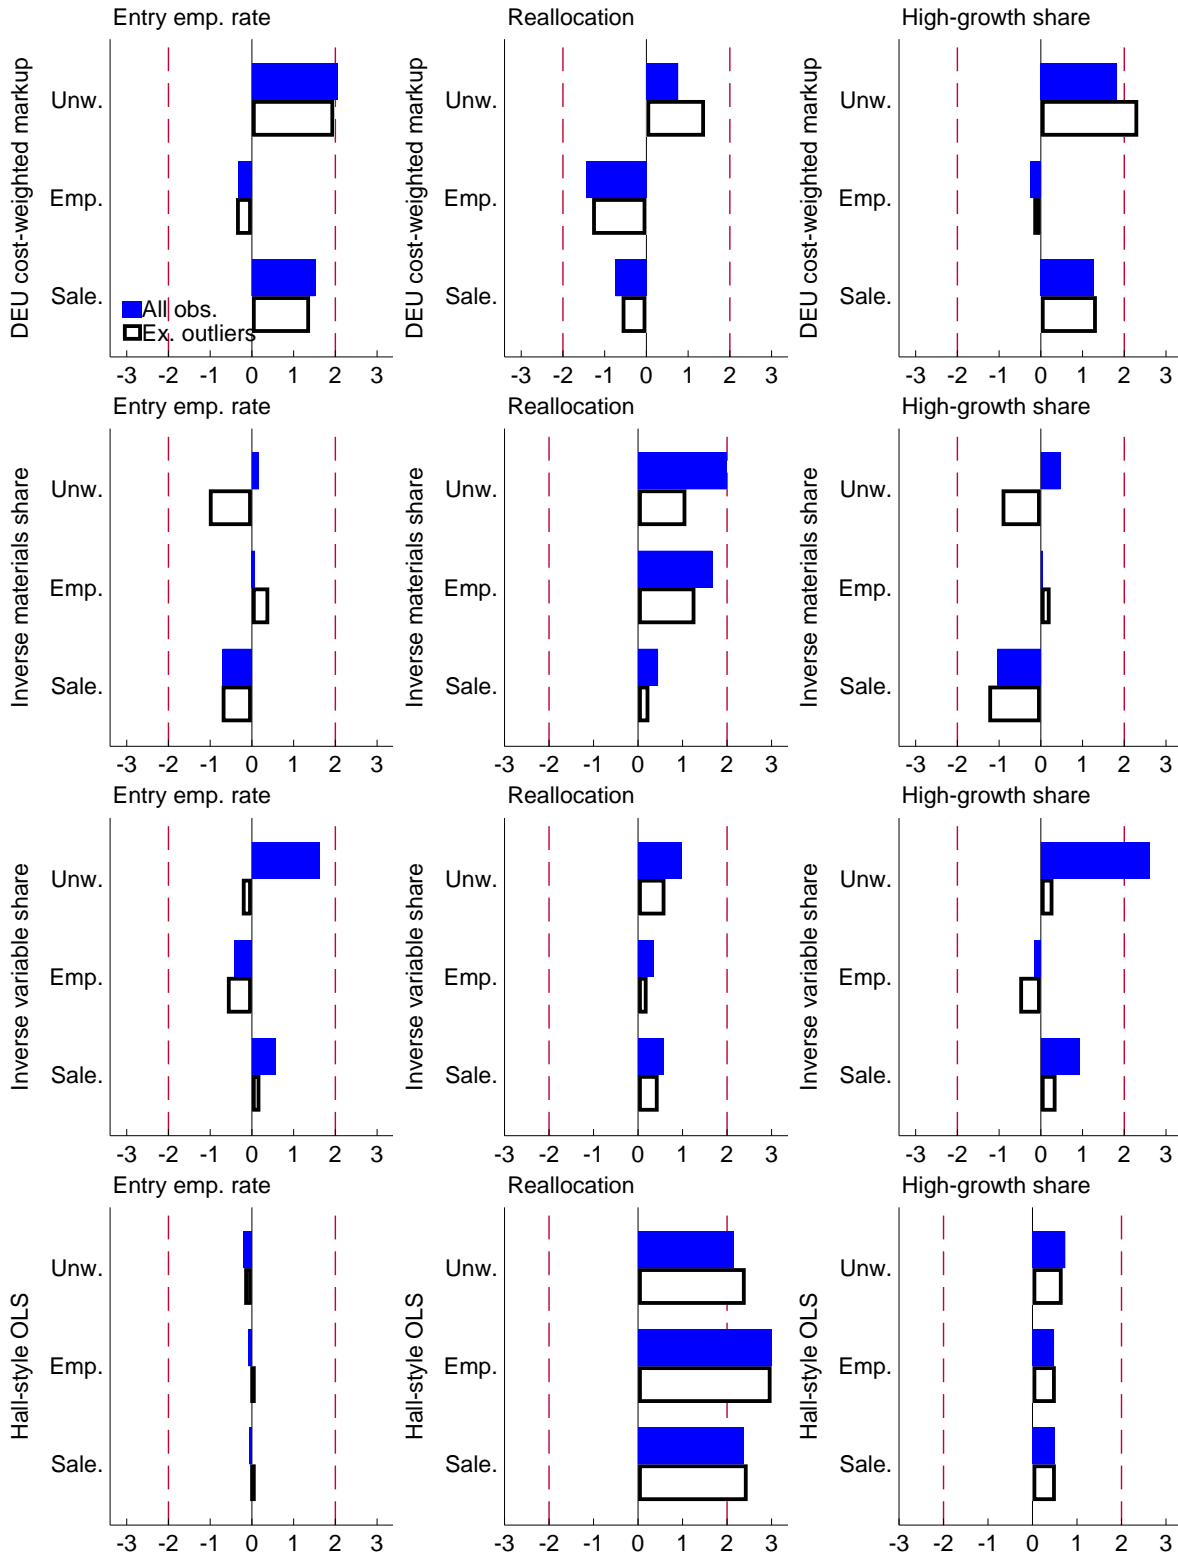 Entry emp. rate
DEU cost-weighted markup
Unw.
Emp.
Sale.
All obs.
Ex. outliers
-3 -2 -1 0 1 2 3
Reallocation
DEU cost-weighted markup
Unw.
Emp.
Sale.
-3 -2 -1 0 1 2 3
High-growth share
DEU cost-weighted markup
Unw.
Emp.
Sale.
-3 -2 -1 0 1 2 3
Entry emp. rate
Inverse materials share
Unw.
Emp.
Sale.
-3 -2 -1 0 1 2 3
Reallocation
Inverse materials share
Unw.
Emp.
Sale.
-3 -2 -1 0 1 2 3
High-growth share
Inverse materials share
Unw.
Emp.
Sale.
-3 -2 -1 0 1 2 3
Entry emp. rate
Inverse variable share
Unw.
Emp.
Sale.
-3 -2 -1 0 1 2 3
Reallocation
Inverse variable share
Unw.
Emp.
Sale.
-3 -2 -1 0 1 2 3
High-growth share
Inverse variable share
Unw.
Emp.
Sale.
-3 -2 -1 0 1 2 3
Entry emp. rate
Hall-style OLS
Unw.
Emp.
Sale.
-3 -2 -1 0 1 2 3
Reallocation
Hall-style OLS
Unw.
Emp.
Sale.
-3 -2 -1 0 1 2 3
High-growth share
Hall-style OLS
Unw.
Emp.
Sale.
-3 -2 -1 0 1 2 3